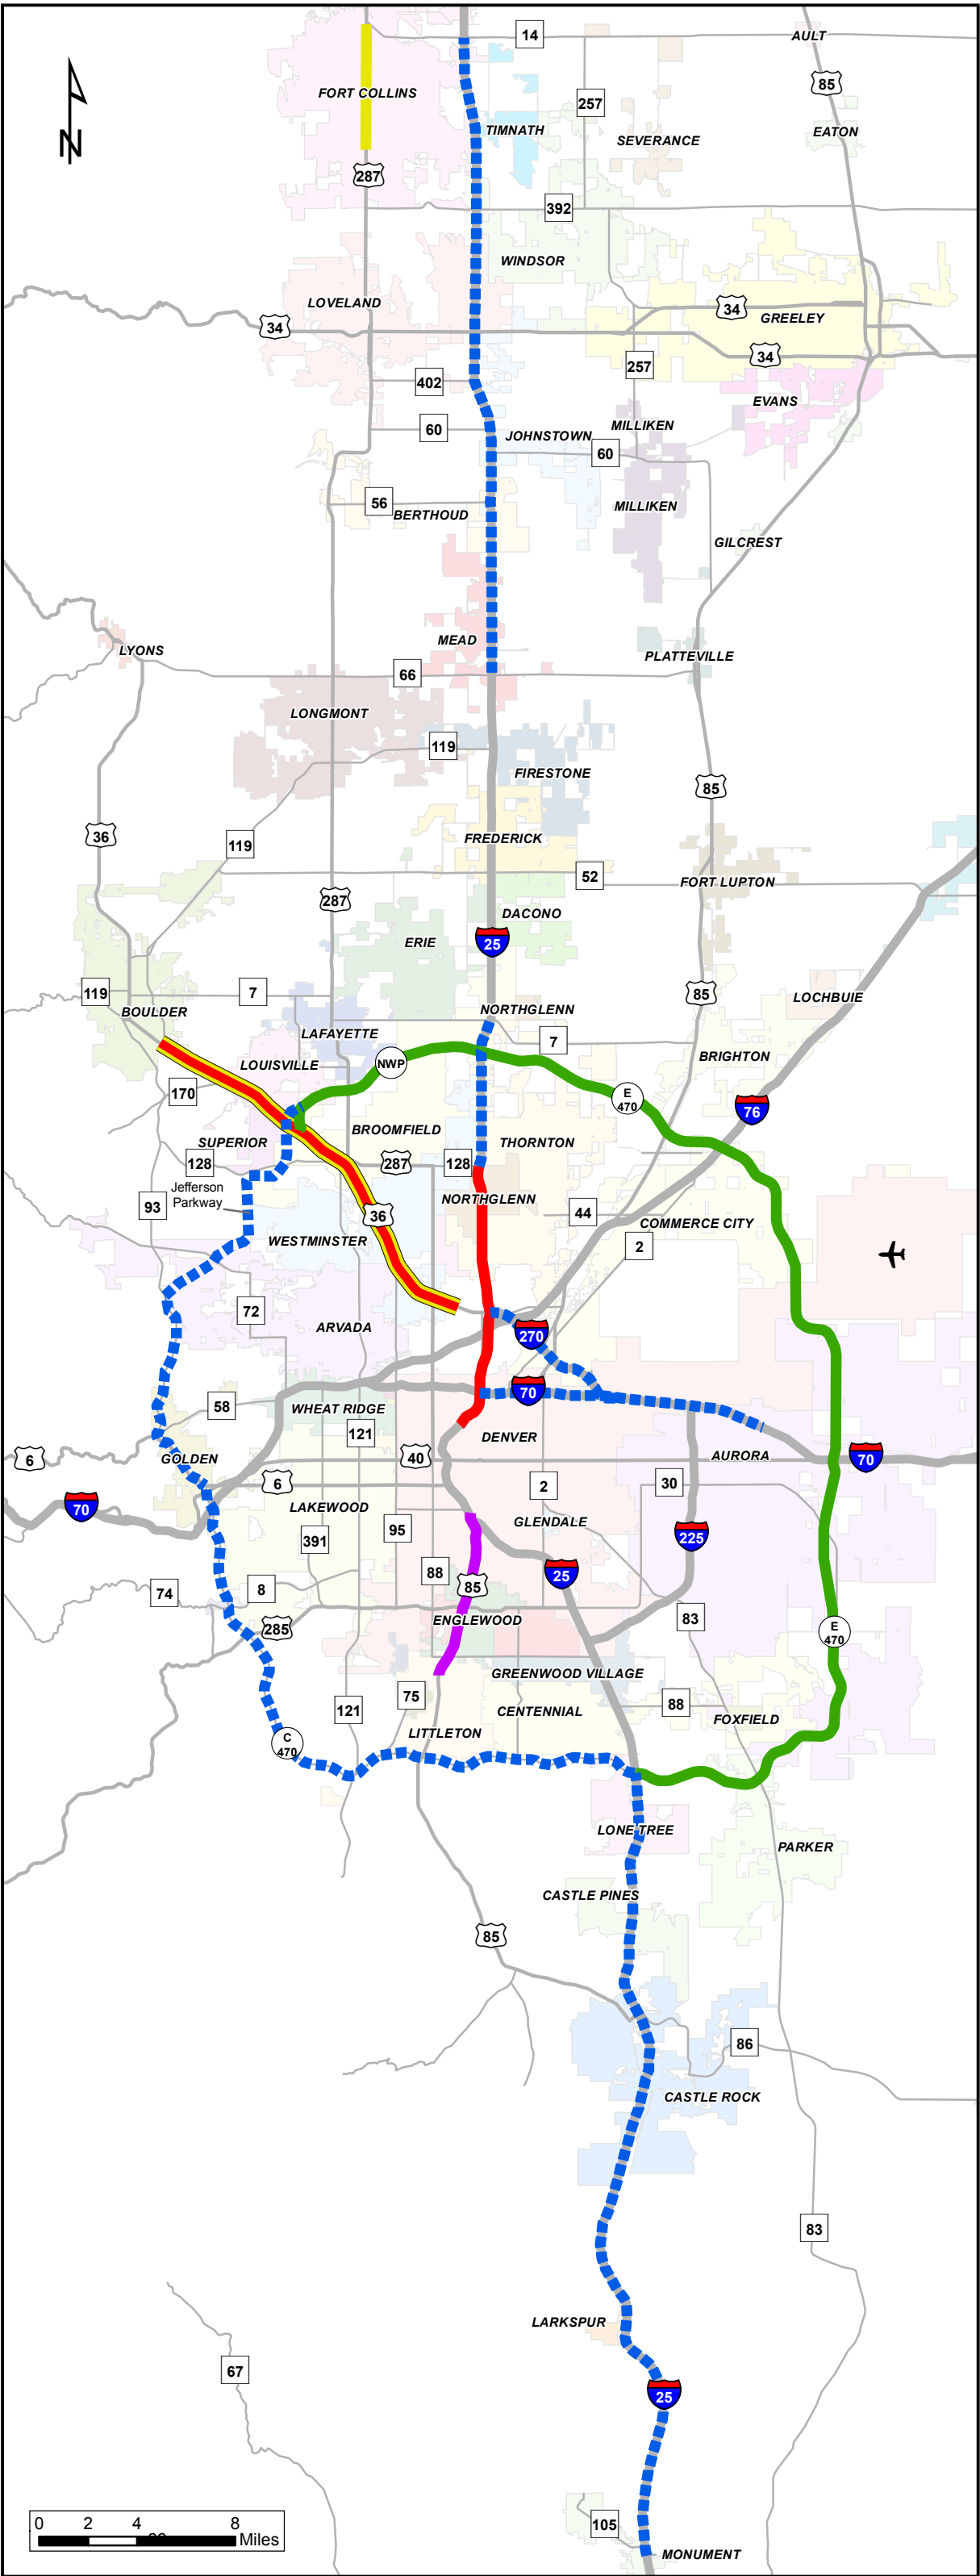 14
AULT
85
FORT COLLINS
257
TIMNATH
EATON
SEVERANCE
N
287
392
WINDSOR
LOVELAND
34
34
GREELEY
34
257
402
EVANS
60
MILLIKEN
JOHNSTOWN
60
56
BERTHOUD
MILLIKEN
GILCREST
MEAD
LYONS
PLATTEVILLE
66
LONGMONT
119
FIRESTONE
85
36
FREDERICK
119
52
FORT LUPTON
287
DACONO
ERIE
25
119
7
85
LOCHBUIE
BOULDER
NORTHGLENN
LAFAYETTE
7
BRIGHTON
LOUISVILLE
NWP
170
E
470
76
BROOMFIELD
SUPERIOR
THORNTON
128
287
128
Jefferson
Parkway
93
NORTHGLENN
44
36
COMMERCE CITY
WESTMINSTER
2
72
ARVADA
270
70
58
WHEAT RIDGE
121
DENVER
6
GOLDEN
40
AURORA
70
6
2
30
70
LAKEWOOD
GLENDALE
95
391
225
88
25
85
74
8
83
285
ENGLEWOOD
E
470
GREENWOOD VILLAGE
75
88
121
CENTENNIAL
FOXFIELD
C
470
LITTLETON
LONE TREE
PARKER
CASTLE PINES
85
86
CASTLE ROCK
83
LARKSPUR
67
25
0 2 4 8
Miles
105
MONUMENT